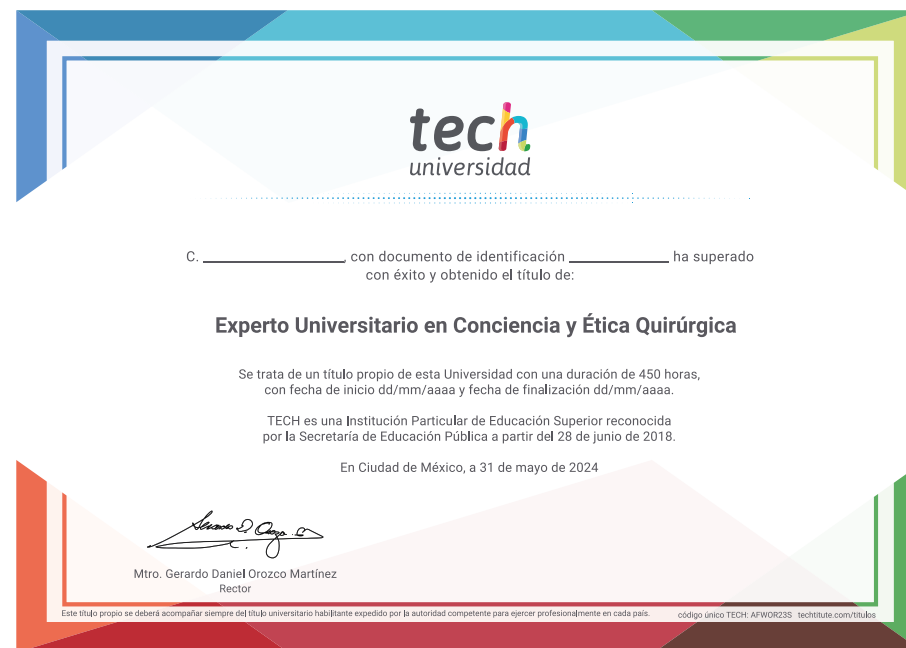 tech
universidad
C. ____________________, con documento de identificación ______________ ha superado
con éxito y obtenido el título de:
Experto Universitario en Conciencia y Ética Quirúrgica
Se trata de un título propio de esta Universidad con una duración de 450 horas,
con fecha de inicio dd/mm/aaaa y fecha de finalización dd/mm/aaaa.
TECH es una Institución Particular de Educación Superior reconocida
por la Secretaría de Educación Pública a partir del 28 de junio de 2018.
En Ciudad de México, a 31 de mayo de 2024
Mtro. Gerardo Daniel Orozco Martínez
Rector
Este título propio se deberá acompañar siempre del título universitario habilitante expedido por la autoridad competente para ejercer profesionalmente en cada país. código único TECH: AFWOR23S techtitute.com/titulos